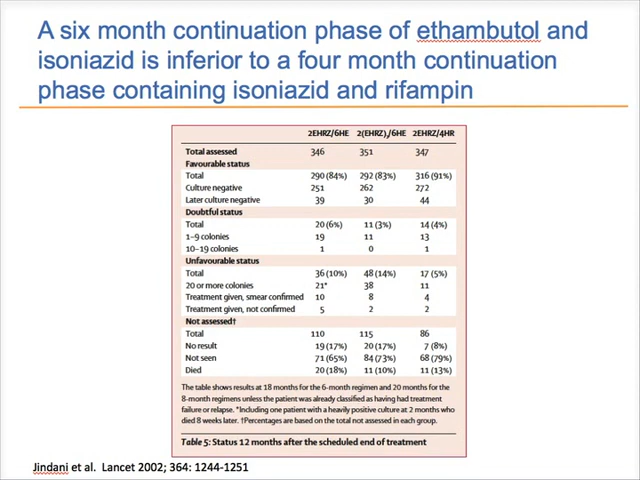 A six month continuation phase of ethambutol and
isoniazid is inferior to a four month continuation
phase containing isoniazid and rifampin
2EHRZ/6HE 2(EHRZ)₃/6HE 2EHRZ/4HR
Total assessed 346 351 347
Favourable status
Total 290 (84%) 292 (83%) 316 (91%)
Culture negative 251 262 272
Later culture negative 39 30 44
Doubtful status
Total 20 (6%) 11 (3%) 14 (4%)
1–9 colonies 19 11 13
10–19 colonies 1 0 1
Unfavourable status
Total 36 (10%) 48 (14%) 17 (5%)
20 or more colonies 21* 38 11
Treatment given, smear confirmed 10 8 4
Treatment given, not confirmed 5 2 2
Not assessed†
Total 110 115 86
No result 19 (17%) 20 (17%) 7 (8%)
Not seen 71 (65%) 84 (73%) 68 (79%)
Died 20 (18%) 11 (10%) 11 (13%)
The table shows results at 18 months for the 6-month regimen and 20 months for the
8-month regimens unless the patient was already classified as having had treatment
failure or relapse. *Including one patient with a heavily positive culture at 2 months who
died 8 weeks later. †Percentages are based on the total not assessed in each group.
Table 5: Status 12 months after the scheduled end of treatment
Jindani et al. Lancet 2002; 364: 1244-1251